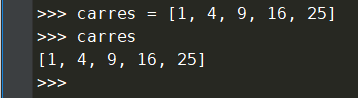 >>> carres = [1, 4, 9, 16, 25]
>>> carres
[1, 4, 9, 16, 25]
>>>